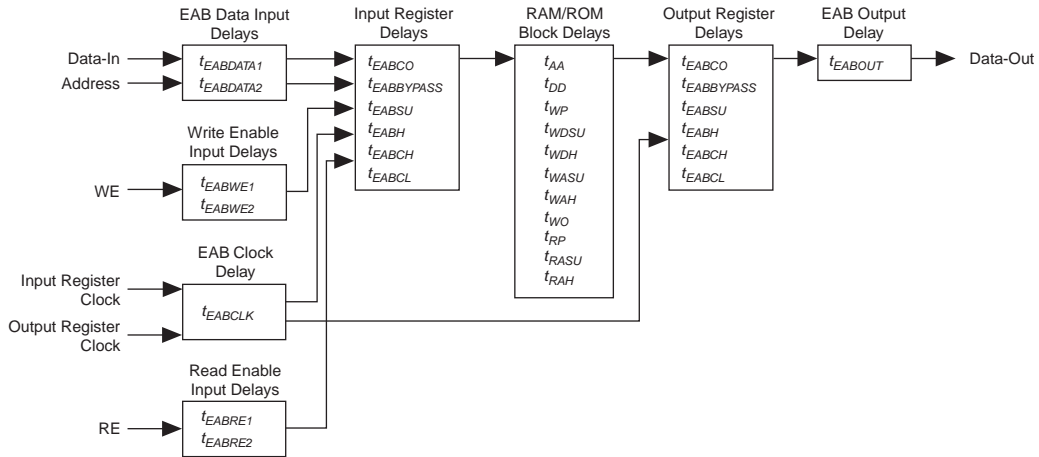 EAB Data Input
Delays
Data-In
Address
tEABDATA1
tEABDATA2
Write Enable
Input Delays
WE
tEABWE1
tEABWE2
EAB Clock
Delay
Input Register
Clock
Output Register
Clock
tEABCLK
Read Enable
Input Delays
RE
tEABRE1
tEABRE2
Input Register
Delays
tEABCO
tEABBYPASS
tEABSU
tEABH
tEABCH
tEABCL
RAM/ROM
Block Delays
tAA
tDD
tWP
tWDSU
tWDH
tWASU
tWAH
tWO
tRP
tRASU
tRAH
Output Register
Delays
tEABCO
tEABBYPASS
tEABSU
tEABH
tEABCH
tEABCL
EAB Output
Delay
tEABOUT
Data-Out